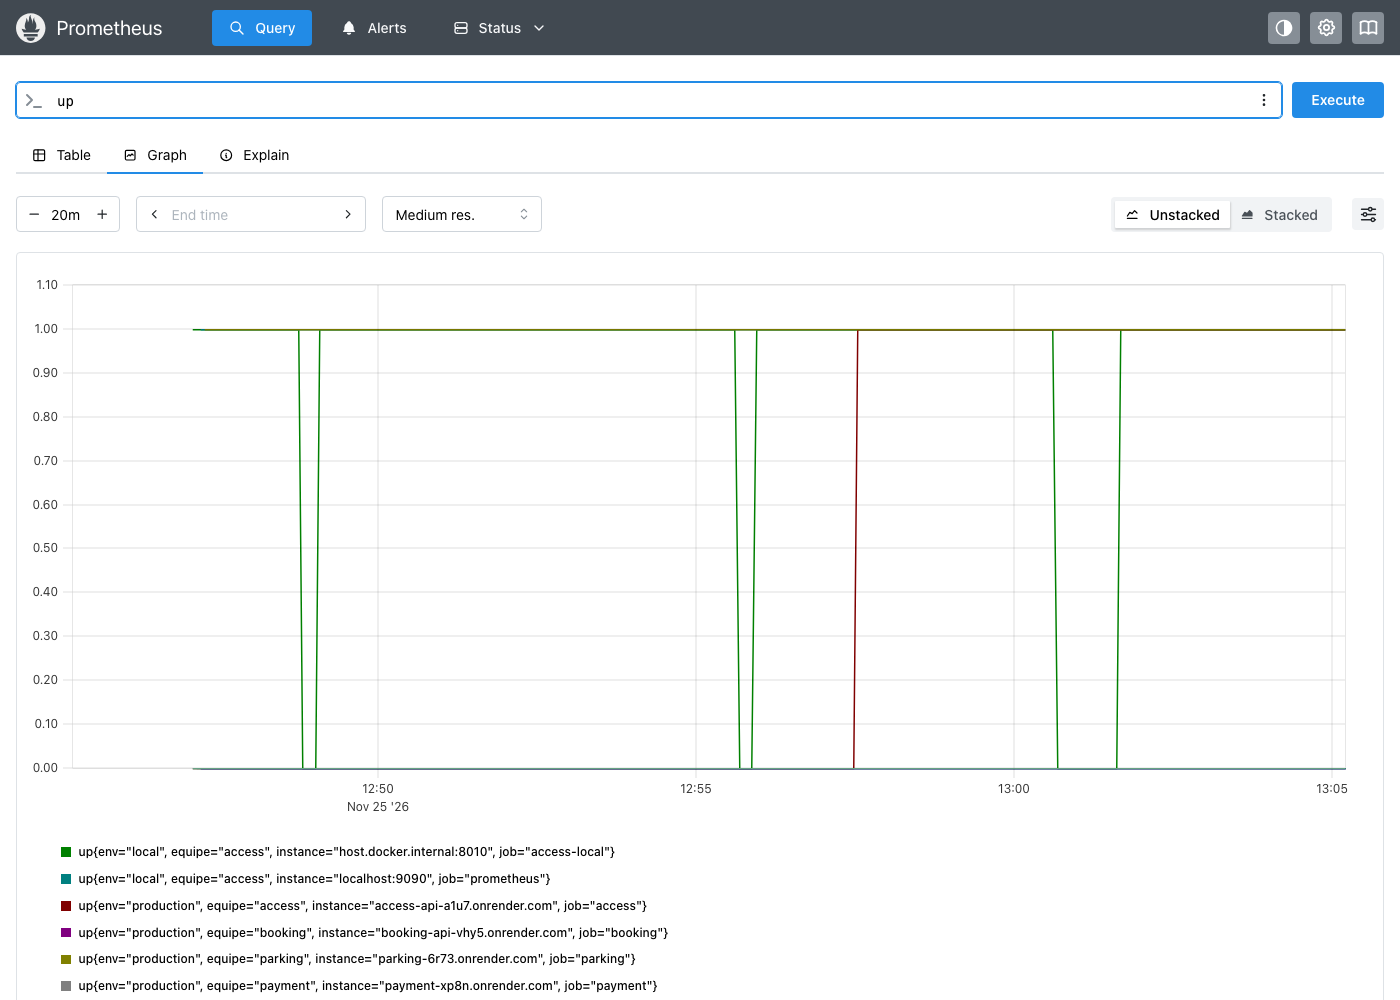 Prometheus
Query
Alerts
Status
>_ up
Execute
Table
Graph
Explain
− 20m +
End time
Medium res.
Unstacked
Stacked
1.10
1.00
0.90
0.80
0.70
0.60
0.50
0.40
0.30
0.20
0.10
0.00
12:50
Nov 25 '26
12:55
13:00
13:05
up{env="local", equipe="access", instance="host.docker.internal:8010", job="access-local"}
up{env="local", equipe="access", instance="localhost:9090", job="prometheus"}
up{env="production", equipe="access", instance="access-api-a1u7.onrender.com", job="access"}
up{env="production", equipe="booking", instance="booking-api-vhy5.onrender.com", job="booking"}
up{env="production", equipe="parking", instance="parking-6r73.onrender.com", job="parking"}
up{env="production", equipe="payment", instance="payment-xp8n.onrender.com", job="payment"}